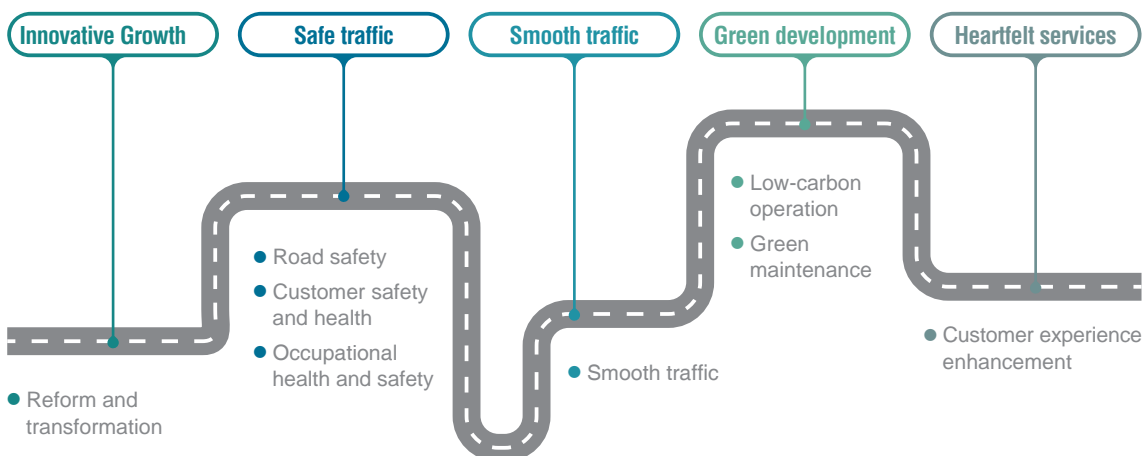 Innovative Growth
Safe traffic
Smooth traffic
Green development
Heartfelt services
Reform and
transformation
Road safety
Customer safety
and health
Occupational
health and safety
Smooth traffic
Low-carbon
operation
Green
maintenance
Customer experience
enhancement